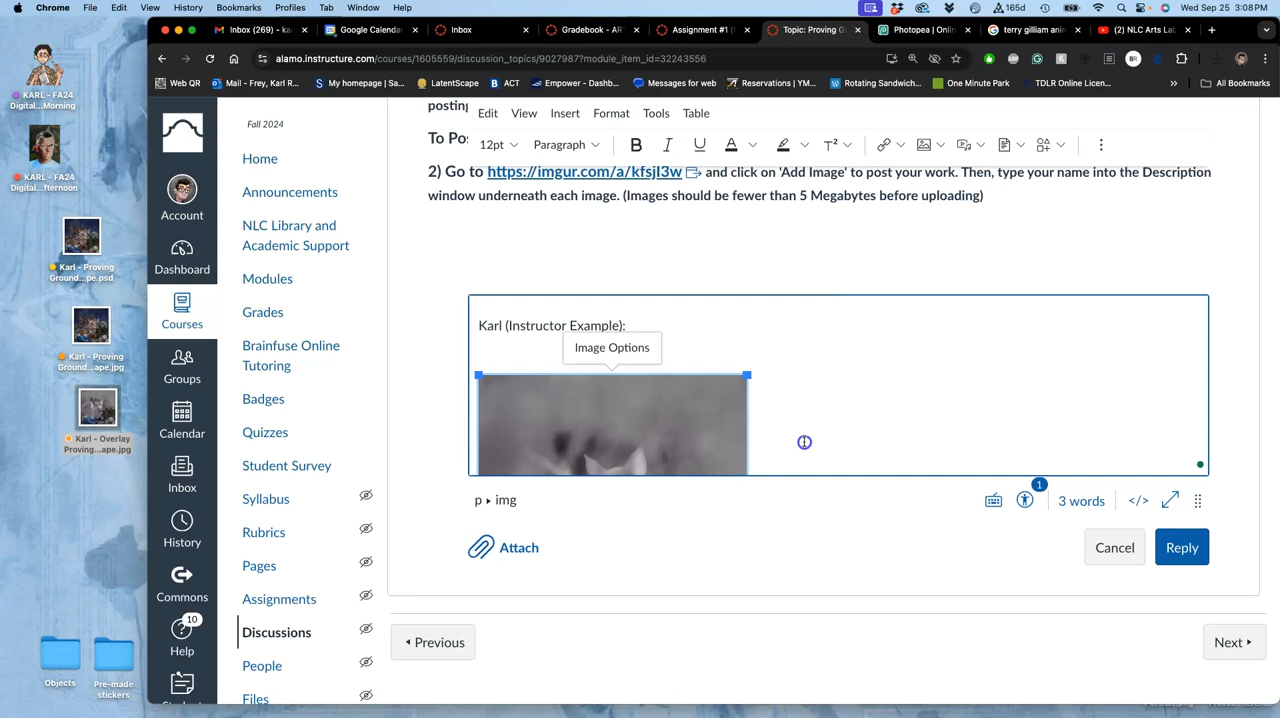 Chrome File Edit View History Bookmarks Profiles Tab Window Help
165d Wed Sep 25 3:08 PM
Inbox (269) - ka Google Calendar Inbox Gradebook - AR Assignment #1 ( Topic: Proving G Photopea | Onlin terry gilliam ani (2) NLC Arts Lab
alamo.instructure.com/courses/1605559/discussion_topics/9027987?module_item_id=32243556
Web QR Mail - Frey, Karl R... My homepage | Sa... LatentScape ACT Empower - Dashb... Messages for web Reservations | YM... Rotating Sandwich... One Minute Park TDLR Online Licen... » All Bookmarks
KARL - FA24
Digital...Morning
KARL - FA24
Digital...fternoon
Karl - Proving
Ground...pe.psd
Karl - Proving
Ground...ape.jpg
Karl - Overlay
Proving...ape.jpg
Objects
Pre-made
stickers
Account
Dashboard
Courses
Groups
Calendar
Inbox
History
Commons
10
Help
Fall 2024
Home
Announcements
NLC Library and
Academic Support
Modules
Grades
Brainfuse Online
Tutoring
Badges
Quizzes
Student Survey
Syllabus
Rubrics
Pages
Assignments
Discussions
People
Files
posting
Edit View Insert Format Tools Table
To Po
12pt Paragraph B I U A T²
2) Go to https://imgur.com/a/kfsjI3w and click on 'Add Image' to post your work. Then, type your name into the Description
window underneath each image. (Images should be fewer than 5 Megabytes before uploading)
Karl (Instructor Example):
Image Options
p ▸ img
1
3 words </>
Attach
Cancel Reply
Previous
Next